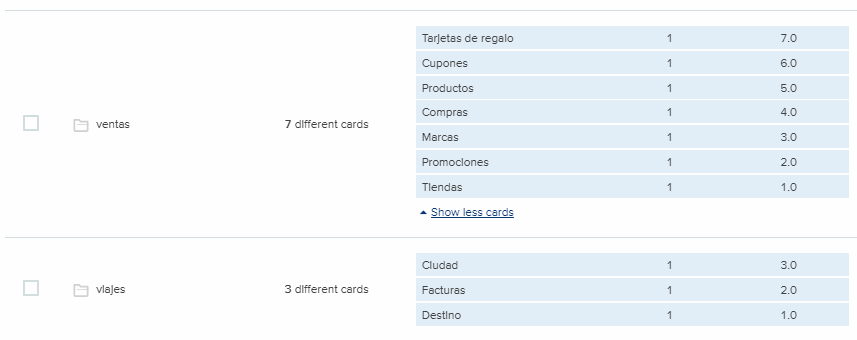 Tarjetas de regalo 1 7.0
Cupones 1 6.0
Productos 1 5.0
Compras 1 4.0
ventas 7 different cards
Marcas 1 3.0
Promociones 1 2.0
Tiendas 1 1.0
Show less cards
Ciudad 1 3.0
viajes 3 different cards
Facturas 1 2.0
Destino 1 1.0